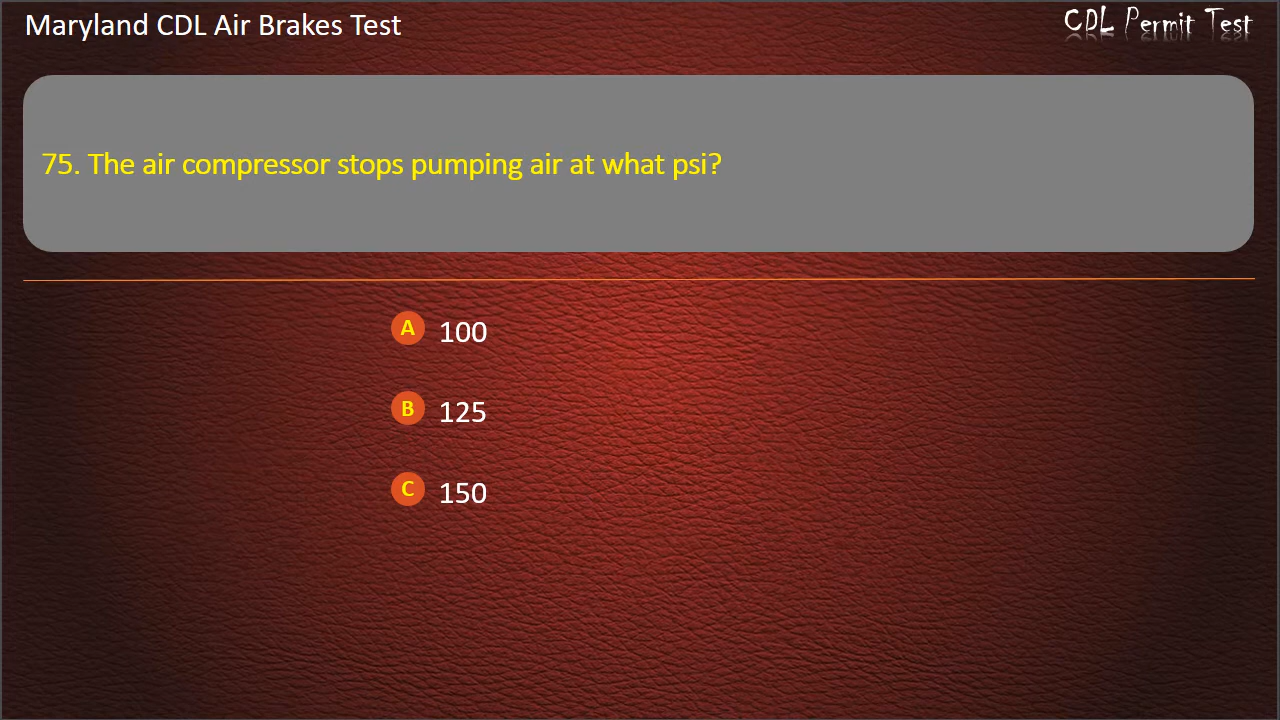 Maryland CDL Air Brakes Test
CDL Permit Test
75. The air compressor stops pumping air at what psi?
A 100
B 125
C 150